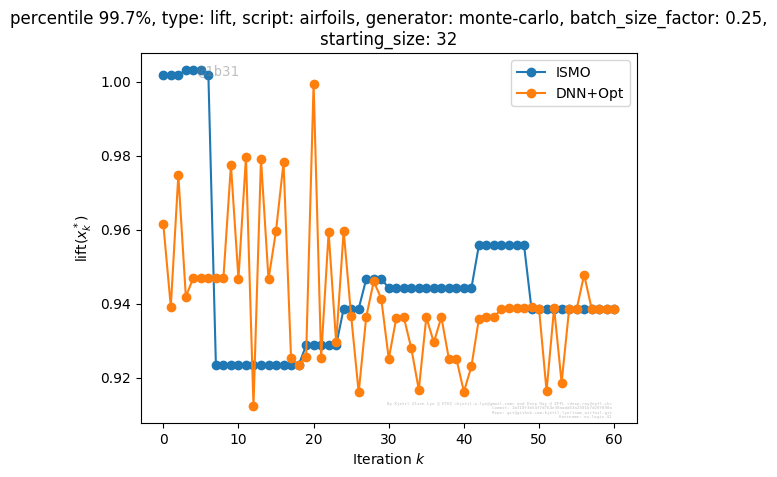 percentile 99.7%, type: lift, script: airfoils, generator: monte-carlo, batch_size_factor: 0.25,
starting_size: 32
1.00
0.98
0.96
0.94
0.92
lift(x_k^*)
ISMO
DNN+Opt
0 10 20 30 40 50 60
Iteration k